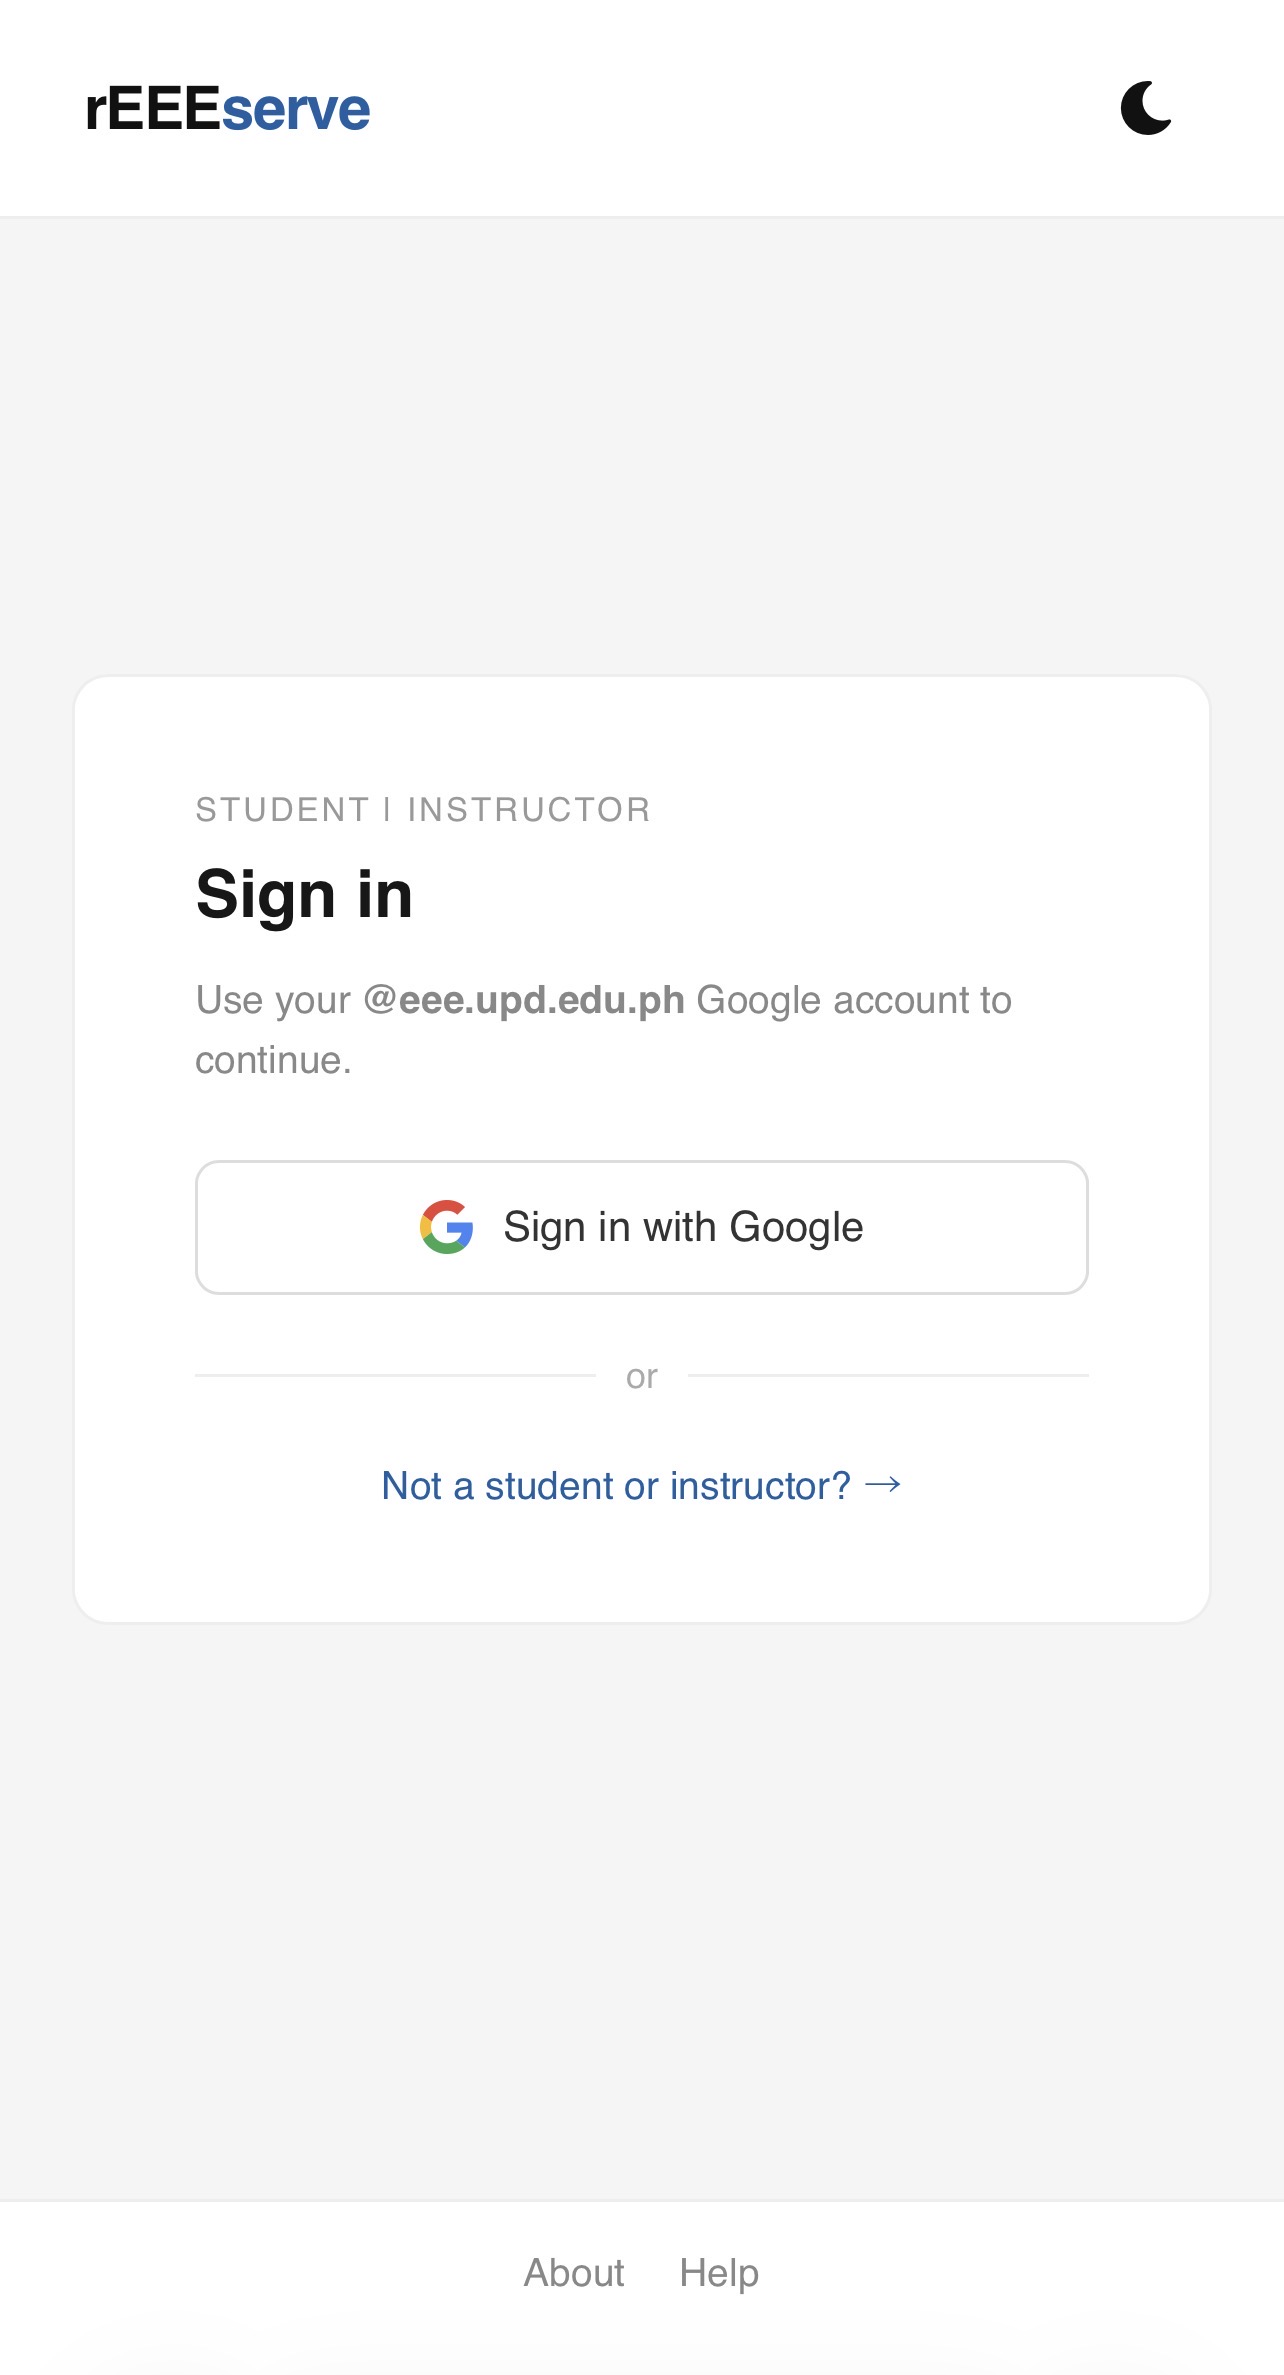 rEEEserve
STUDENT | INSTRUCTOR
Sign in
Use your @eee.upd.edu.ph Google account to
continue.
Sign in with Google
or
Not a student or instructor? →
About Help